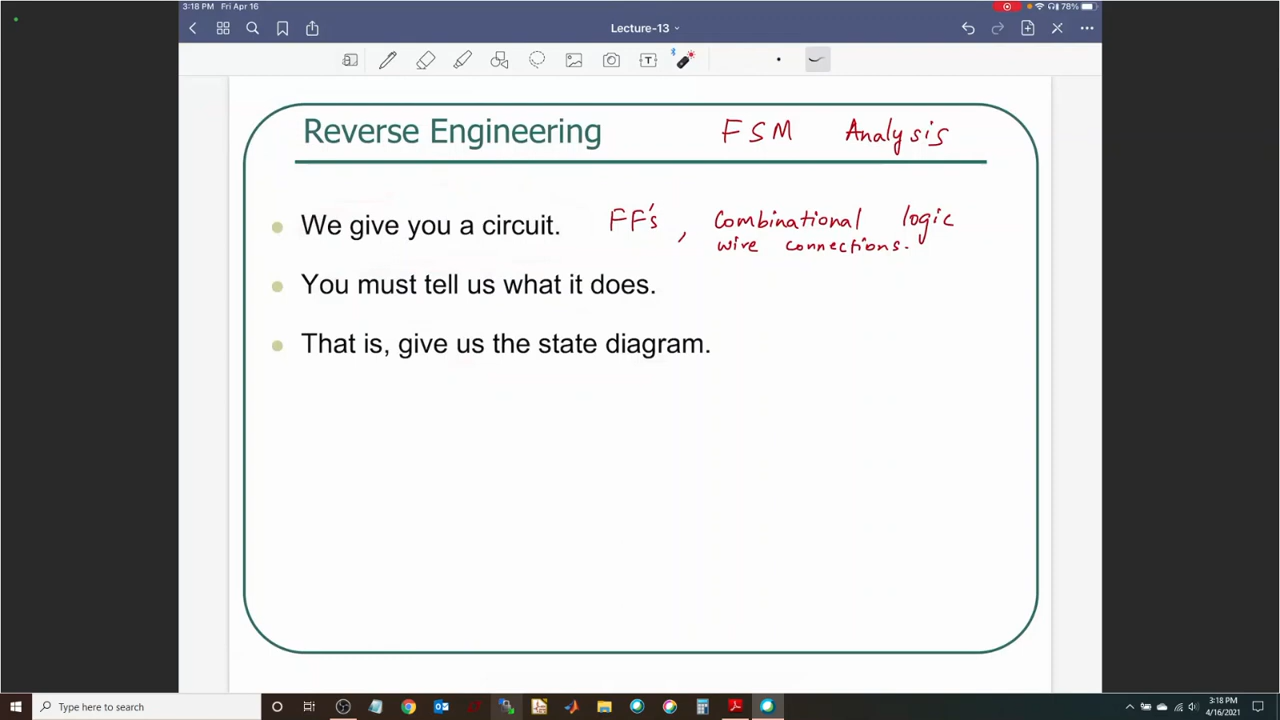 3:18 PM Fri Apr 16
78%
Lecture-13
Reverse Engineering FSM Analysis
We give you a circuit. FF's, Combinational logic
wire connections.
You must tell us what it does.
That is, give us the state diagram.
Type here to search
3:18 PM
4/16/2021